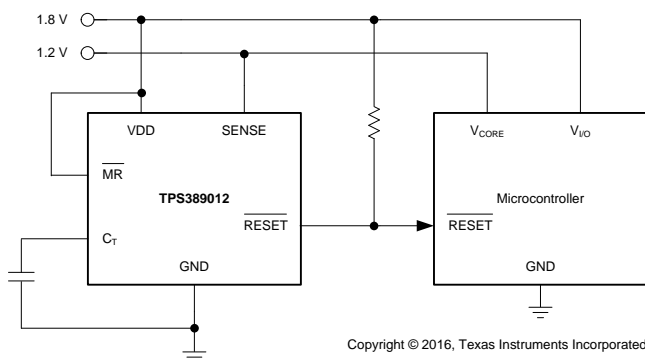 1.8 V
1.2 V
VDD
SENSE
V_CORE
V_I/O
MR
TPS389012
Microcontroller
RESET
RESET
C_T
GND
GND
Copyright © 2016, Texas Instruments Incorporated